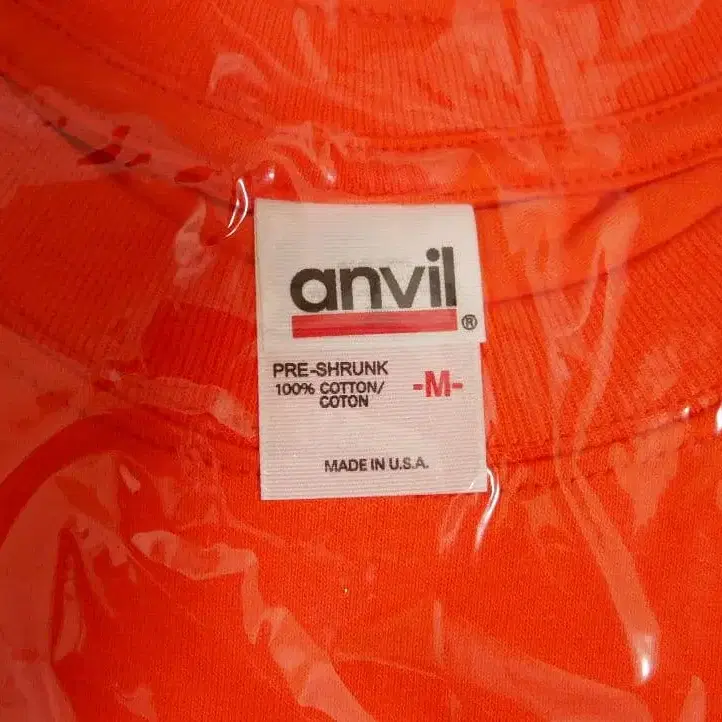 anvil®
PRE-SHRUNK
100% COTTON/
COTON
-M-
MADE IN U.S.A.